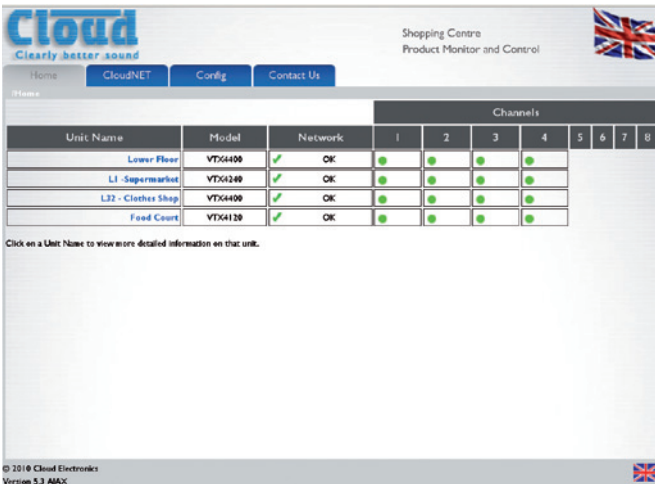 Cloud
Clearly better sound
Shopping Centre
Product Monitor and Control
Home CloudNET Config Contact Us
/Home
Channels
Unit Name Model Network 1 2 3 4 5 6 7 8
Lower Floor VTX4400 OK
L1 -Supermarket VTX4240 OK
L32 - Clothes Shop VTX4400 OK
Food Court VTX4120 OK
Click on a Unit Name to view more detailed information on that unit.
© 2010 Cloud Electronics
Version 5.3 AJAX